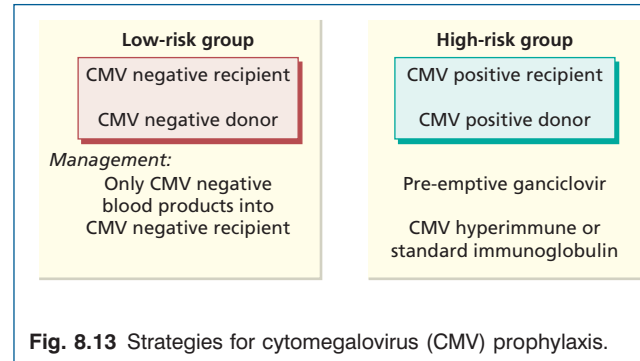 Low-risk group
CMV negative recipient
CMV negative donor
Management:
Only CMV negative
blood products into
CMV negative recipient
High-risk group
CMV positive recipient
CMV positive donor
Pre-emptive ganciclovir
CMV hyperimmune or
standard immunoglobulin
Fig. 8.13 Strategies for cytomegalovirus (CMV) prophylaxis.